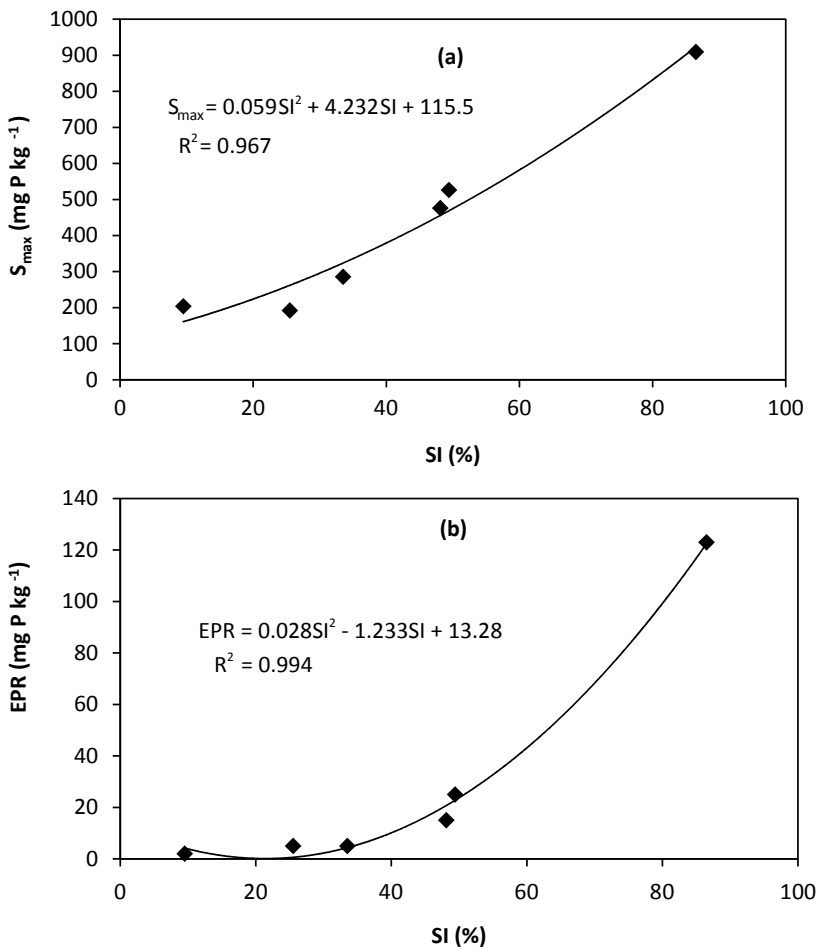 (a)
S_max = 0.059SI² + 4.232SI + 115.5
R² = 0.967
S_max (mg P kg⁻¹)
1000
900
800
700
600
500
400
300
200
100
0
0 20 40 60 80 100
SI (%)
(b)
EPR = 0.028SI² - 1.233SI + 13.28
R² = 0.994
EPR (mg P kg⁻¹)
140
120
100
80
60
40
20
0
0 20 40 60 80 100
SI (%)